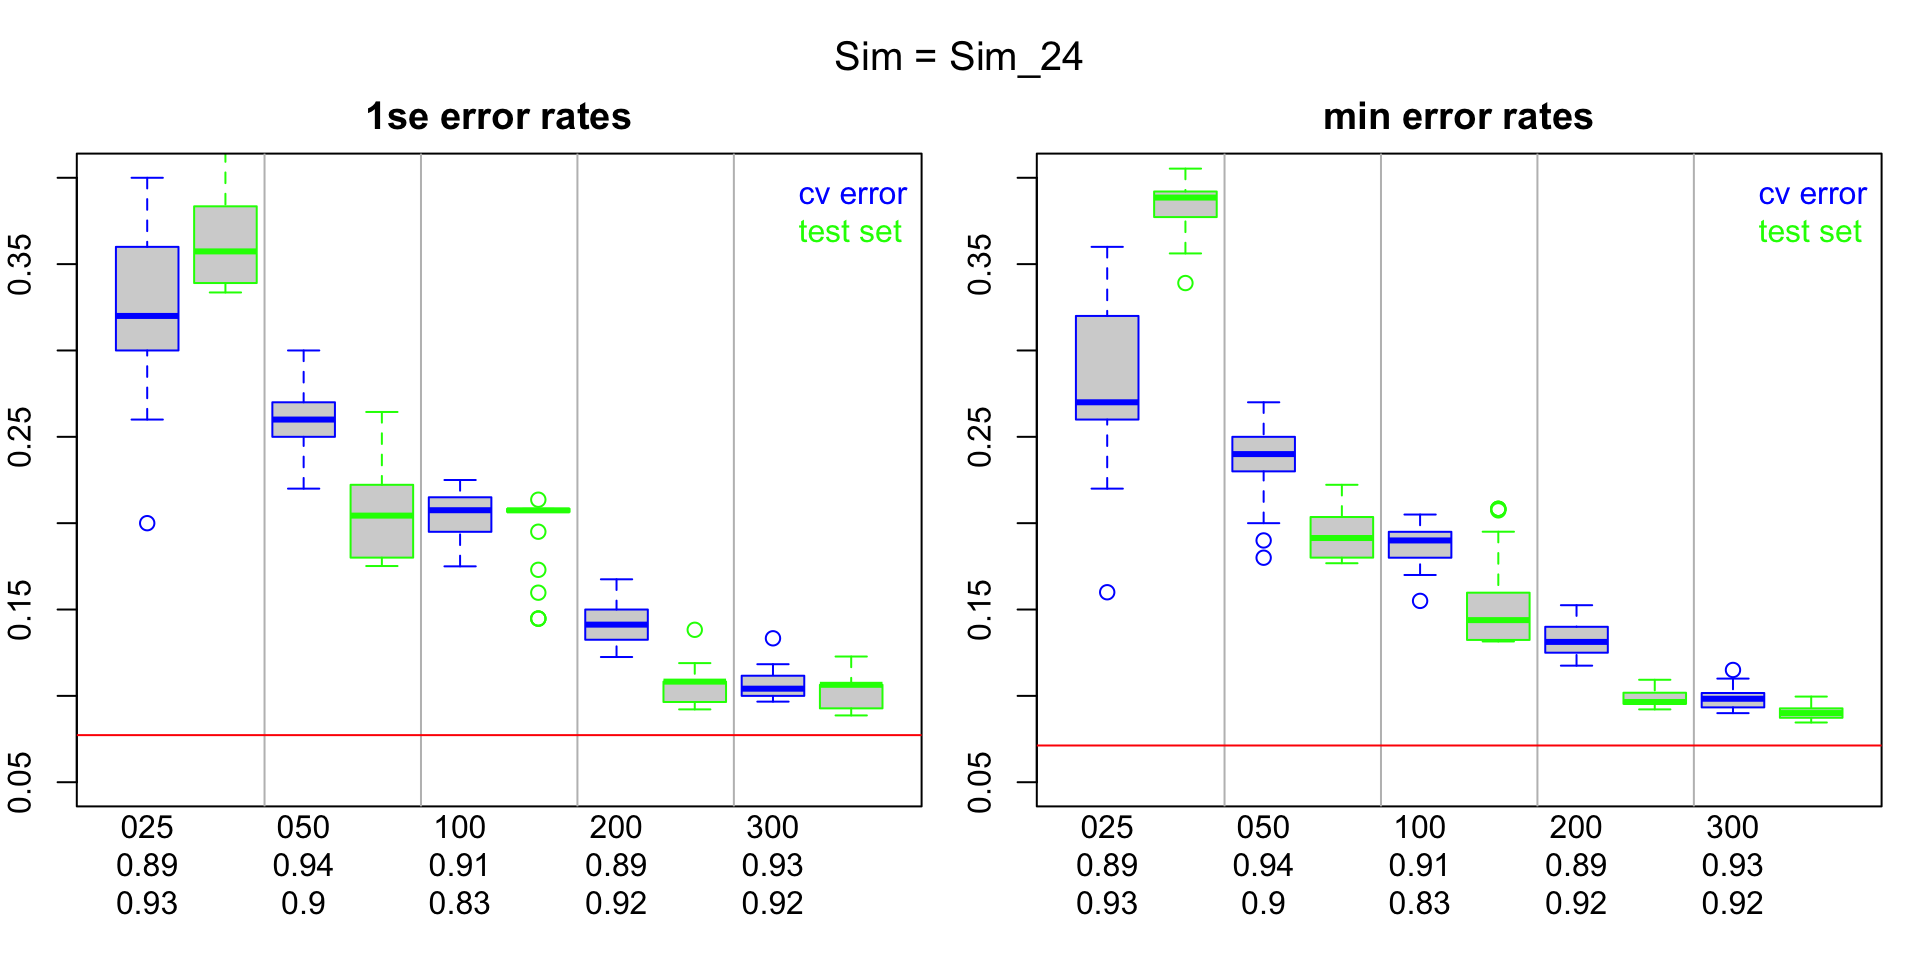 Sim = Sim_24
1se error rates
cv error
test set
0.35
0.25
0.15
0.05
025 050 100 200 300
0.89 0.94 0.91 0.89 0.93
0.93 0.9 0.83 0.92 0.92
min error rates
cv error
test set
0.35
0.25
0.15
0.05
025 050 100 200 300
0.89 0.94 0.91 0.89 0.93
0.93 0.9 0.83 0.92 0.92